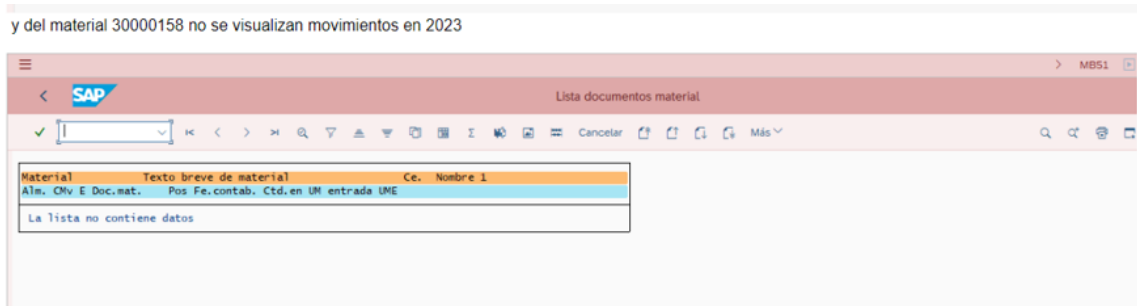 y del material 30000158 no se visualizan movimientos en 2023
MB51
SAP
Lista documentos material
Cancelar Más
Material Texto breve de material Ce. Nombre 1
Alm. CMv E Doc.mat. Pos Fe.contab. Ctd.en UM entrada UME
La lista no contiene datos